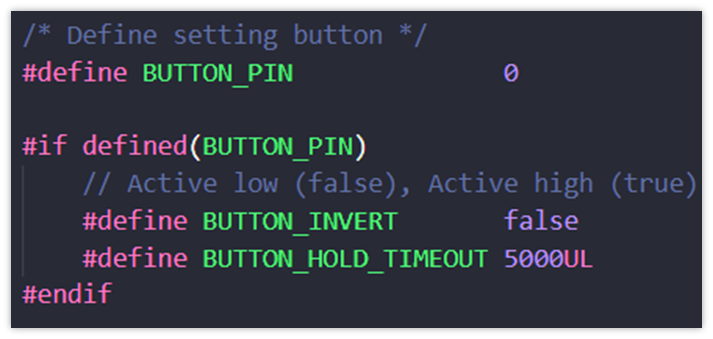 /* Define setting button */
#define BUTTON_PIN              0
#if defined(BUTTON_PIN)
    // Active low (false), Active high (true)
    #define BUTTON_INVERT       false
    #define BUTTON_HOLD_TIMEOUT 5000UL
#endif